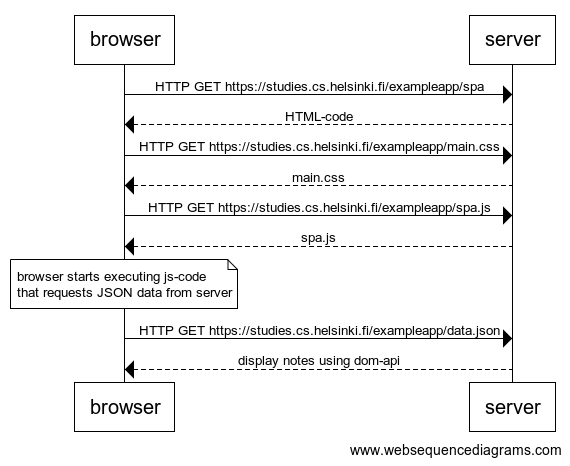 browser
server
HTTP GET https://studies.cs.helsinki.fi/exampleapp/spa
HTML-code
HTTP GET https://studies.cs.helsinki.fi/exampleapp/main.css
main.css
HTTP GET https://studies.cs.helsinki.fi/exampleapp/spa.js
spa.js
browser starts executing js-code
that requests JSON data from server
HTTP GET https://studies.cs.helsinki.fi/exampleapp/data.json
display notes using dom-api
browser
server
www.websequencediagrams.com